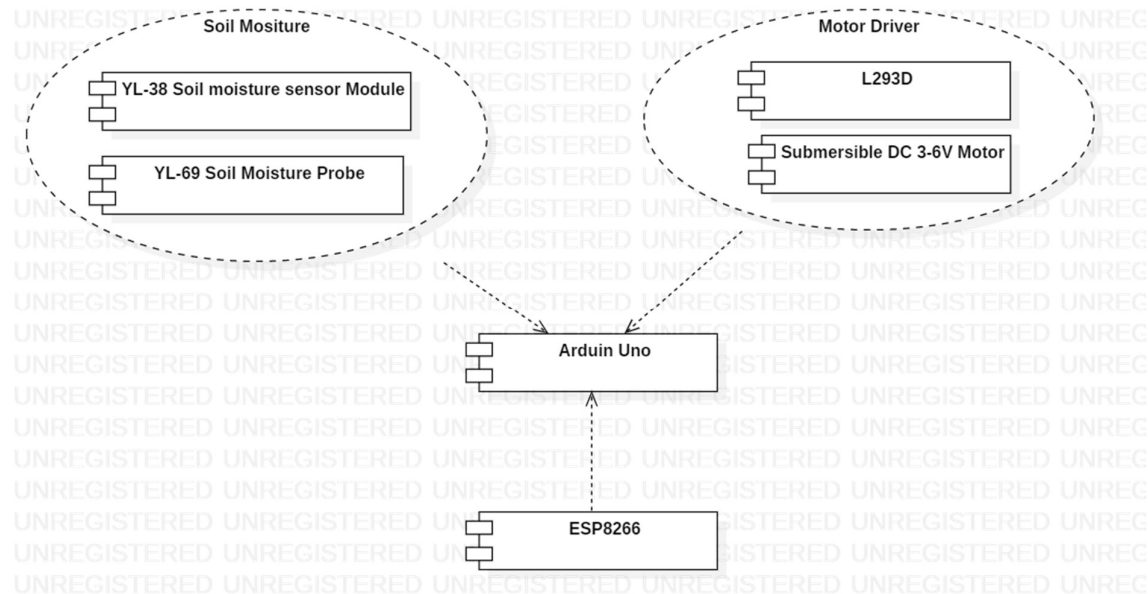 UNREGISTERED
Soil Mositure
Motor Driver
YL-38 Soil moisture sensor Module
L293D
Submersible DC 3-6V Motor
YL-69 Soil Moisture Probe
Arduin Uno
ESP8266